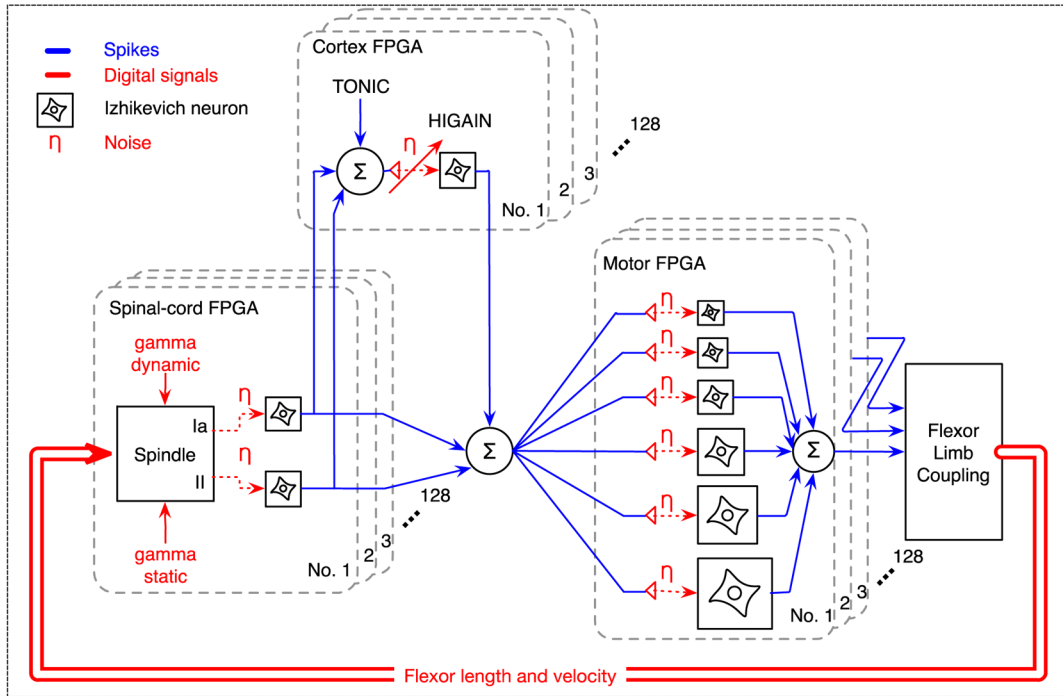 Spikes
Digital signals
Izhikevich neuron
η Noise
Cortex FPGA
TONIC
HIGAIN
η
Σ
No. 1
2
3
128
Spinal-cord FPGA
gamma
dynamic
η
Ia
Spindle
η
II
gamma
static
No. 1
2
3
128
Σ
Motor FPGA
η
η
η
η
η
η
Σ
No. 1
2
3
128
Flexor
Limb
Coupling
Flexor length and velocity